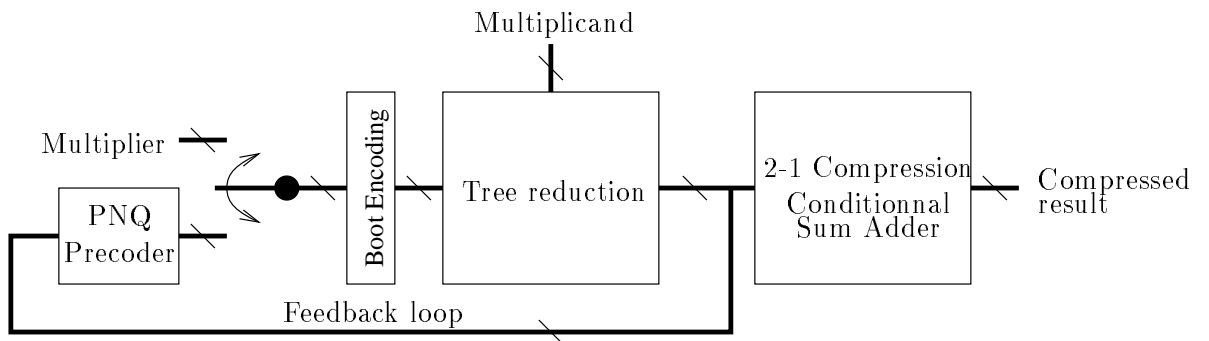 Multiplicand
Multiplier
PNQ
Precoder
Boot Encoding
Tree reduction
2-1 Compression
Conditionnal
Sum Adder
Compressed
result
Feedback loop